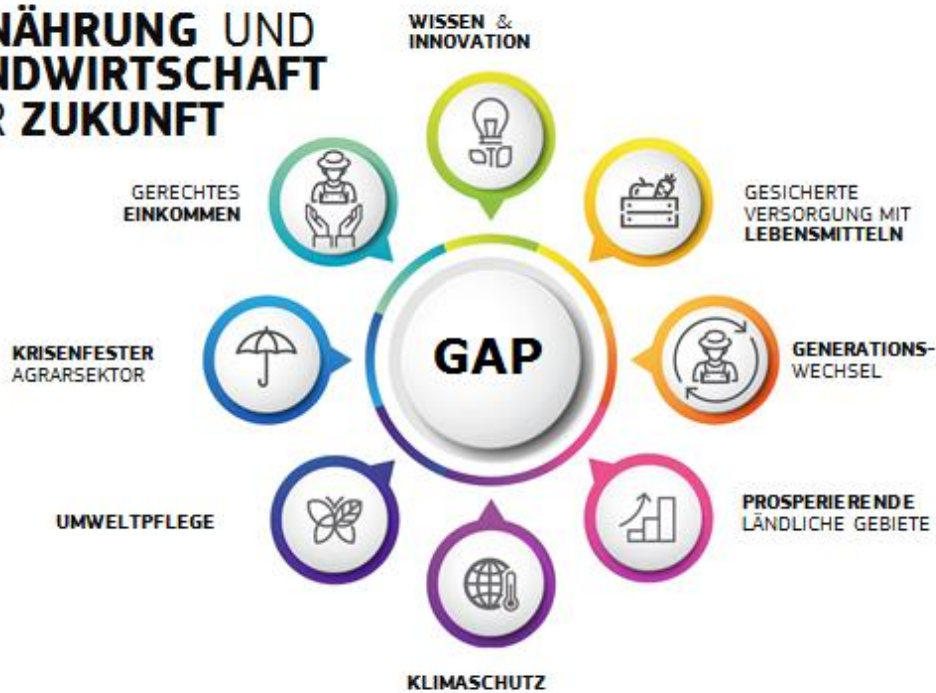 NÄHRUNG UND
NDWIRTSCHAFT
R ZUKUNFT
WISSEN &
INNOVATION
GERECHTES
EINKOMMEN
GESICHERTE
VERSORGUNG MIT
LEBENSMITTELN
KRISENFESTER
AGRARSEKTOR
GAP
GENERATIONS-
WECHSEL
UMWELTPFLEGE
PROSPERIERENDE
LÄNDLICHE GEBIETE
KLIMASCHUTZ